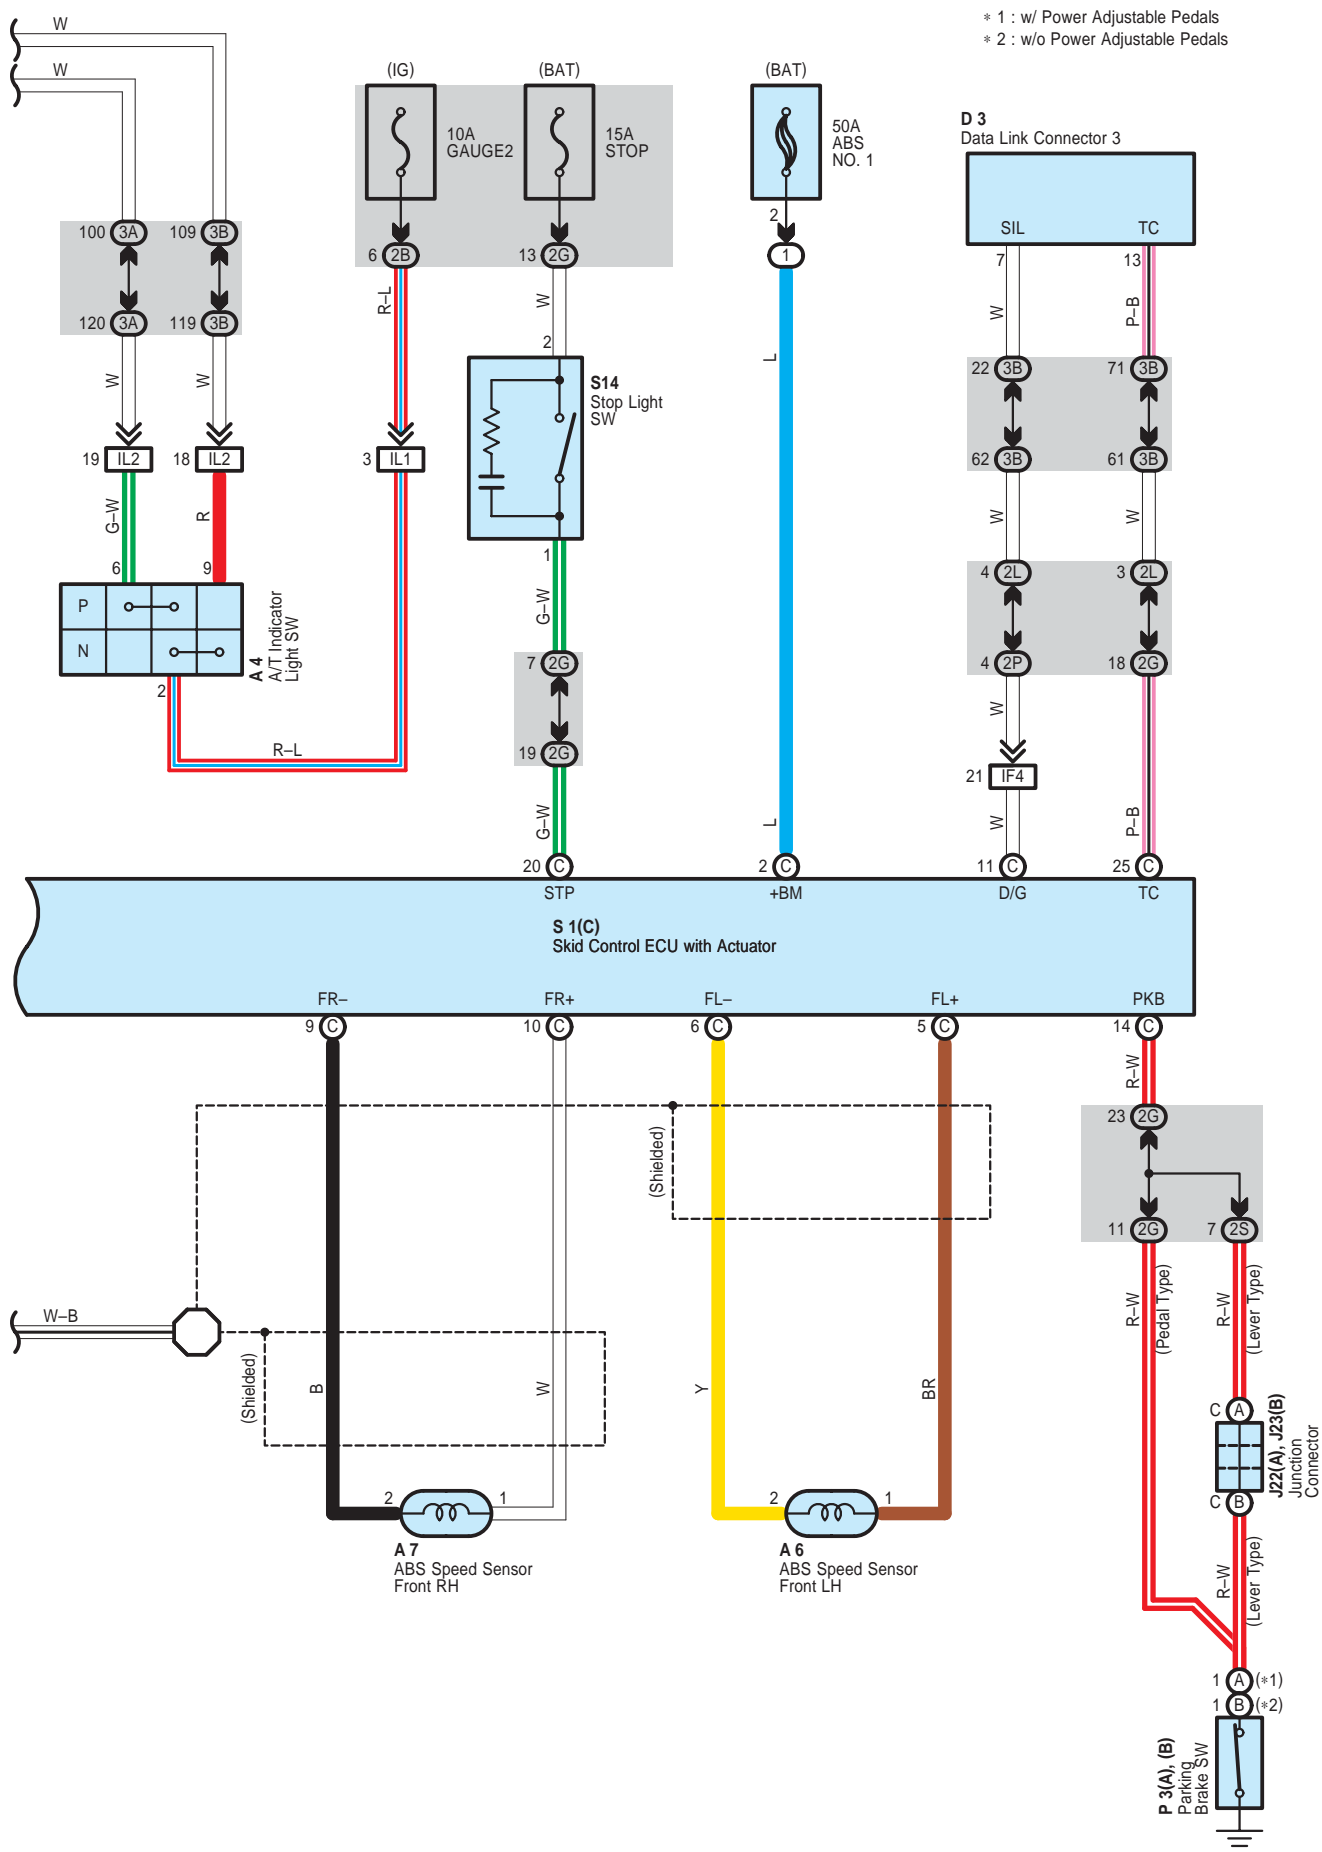 ∗ 1 : w/ Power Adjustable Pedals
∗ 2 : w/o Power Adjustable Pedals
W
W
(IG)
(BAT)
(BAT)
10A
GAUGE2
15A
STOP
50A
ABS
NO. 1
D 3
Data Link Connector 3
SIL
TC
2
7
13
100 3A
109 3B
6 2B
13 2G
1
120 3A
119 3B
R–L
W
L
W
P–B
2
22 3B
71 3B
W
W
S14
Stop Light
SW
19 IL2
18 IL2
3 IL1
62 3B
61 3B
G–W
R
W
W
6
9
1
4 2L
3 2L
P
N
A 4
A/T Indicator
Light SW
G–W
2
7 2G
4 2P
18 2G
W
R–L
19 2G
21 IF4
G–W
L
W
P–B
20 C
2 C
11 C
25 C
STP
+BM
D/G
TC
S 1(C)
Skid Control ECU with Actuator
FR–
FR+
FL–
FL+
PKB
9 C
10 C
6 C
5 C
14 C
R–W
23 2G
(Shielded)
11 2G
7 2S
W–B
R–W
(Pedal Type)
R–W
(Lever Type)
(Shielded)
B
W
Y
BR
C A
J22(A), J23(B)
Junction
Connector
C B
2
1
2
1
A 7
ABS Speed Sensor
Front RH
A 6
ABS Speed Sensor
Front LH
R–W
(Lever Type)
1 A (∗1)
1 B (∗2)
P 3(A), (B)
Parking
Brake SW